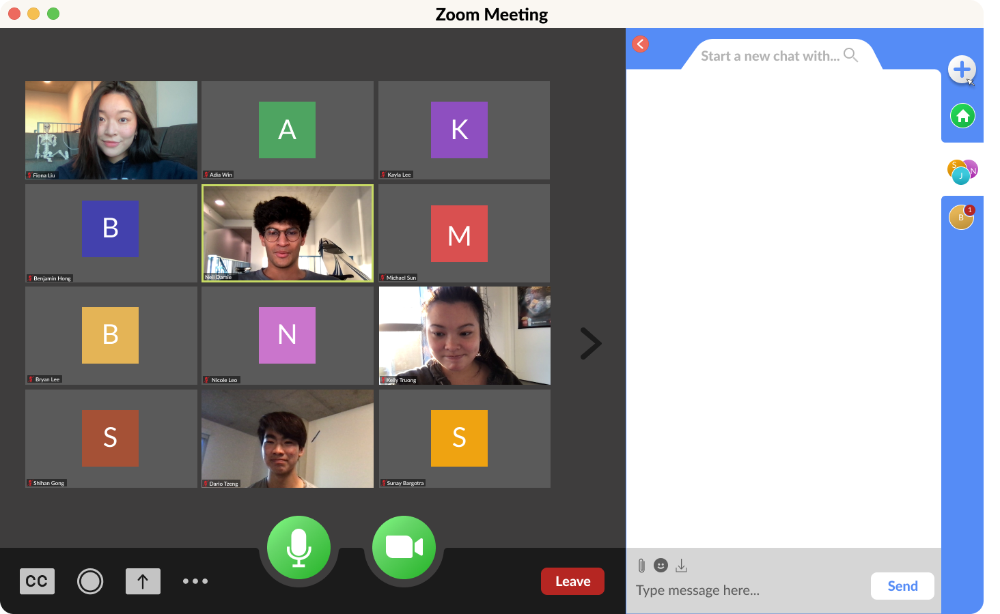 Zoom Meeting
Start a new chat with...
Fiona Liu
A
Adia Win
K
Kayla Lee
B
Benjamin Hong
Neil Damle
M
Michael Sun
S
N
J
B
1
B
Bryan Lee
N
Nicole Leo
Kelly Truong
S
Shihan Gong
Dario Tzeng
S
Sunay Bargotra
CC
Leave
Type message here...
Send